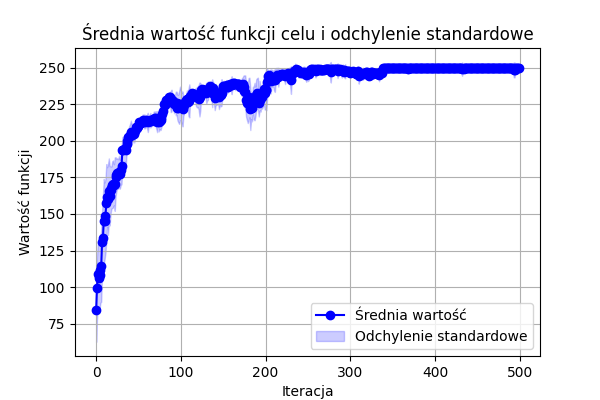 Średnia wartość funkcji celu i odchylenie standardowe
Wartość funkcji
250
225
200
175
150
125
100
75
0 100 200 300 400 500
Iteracja
Średnia wartość
Odchylenie standardowe